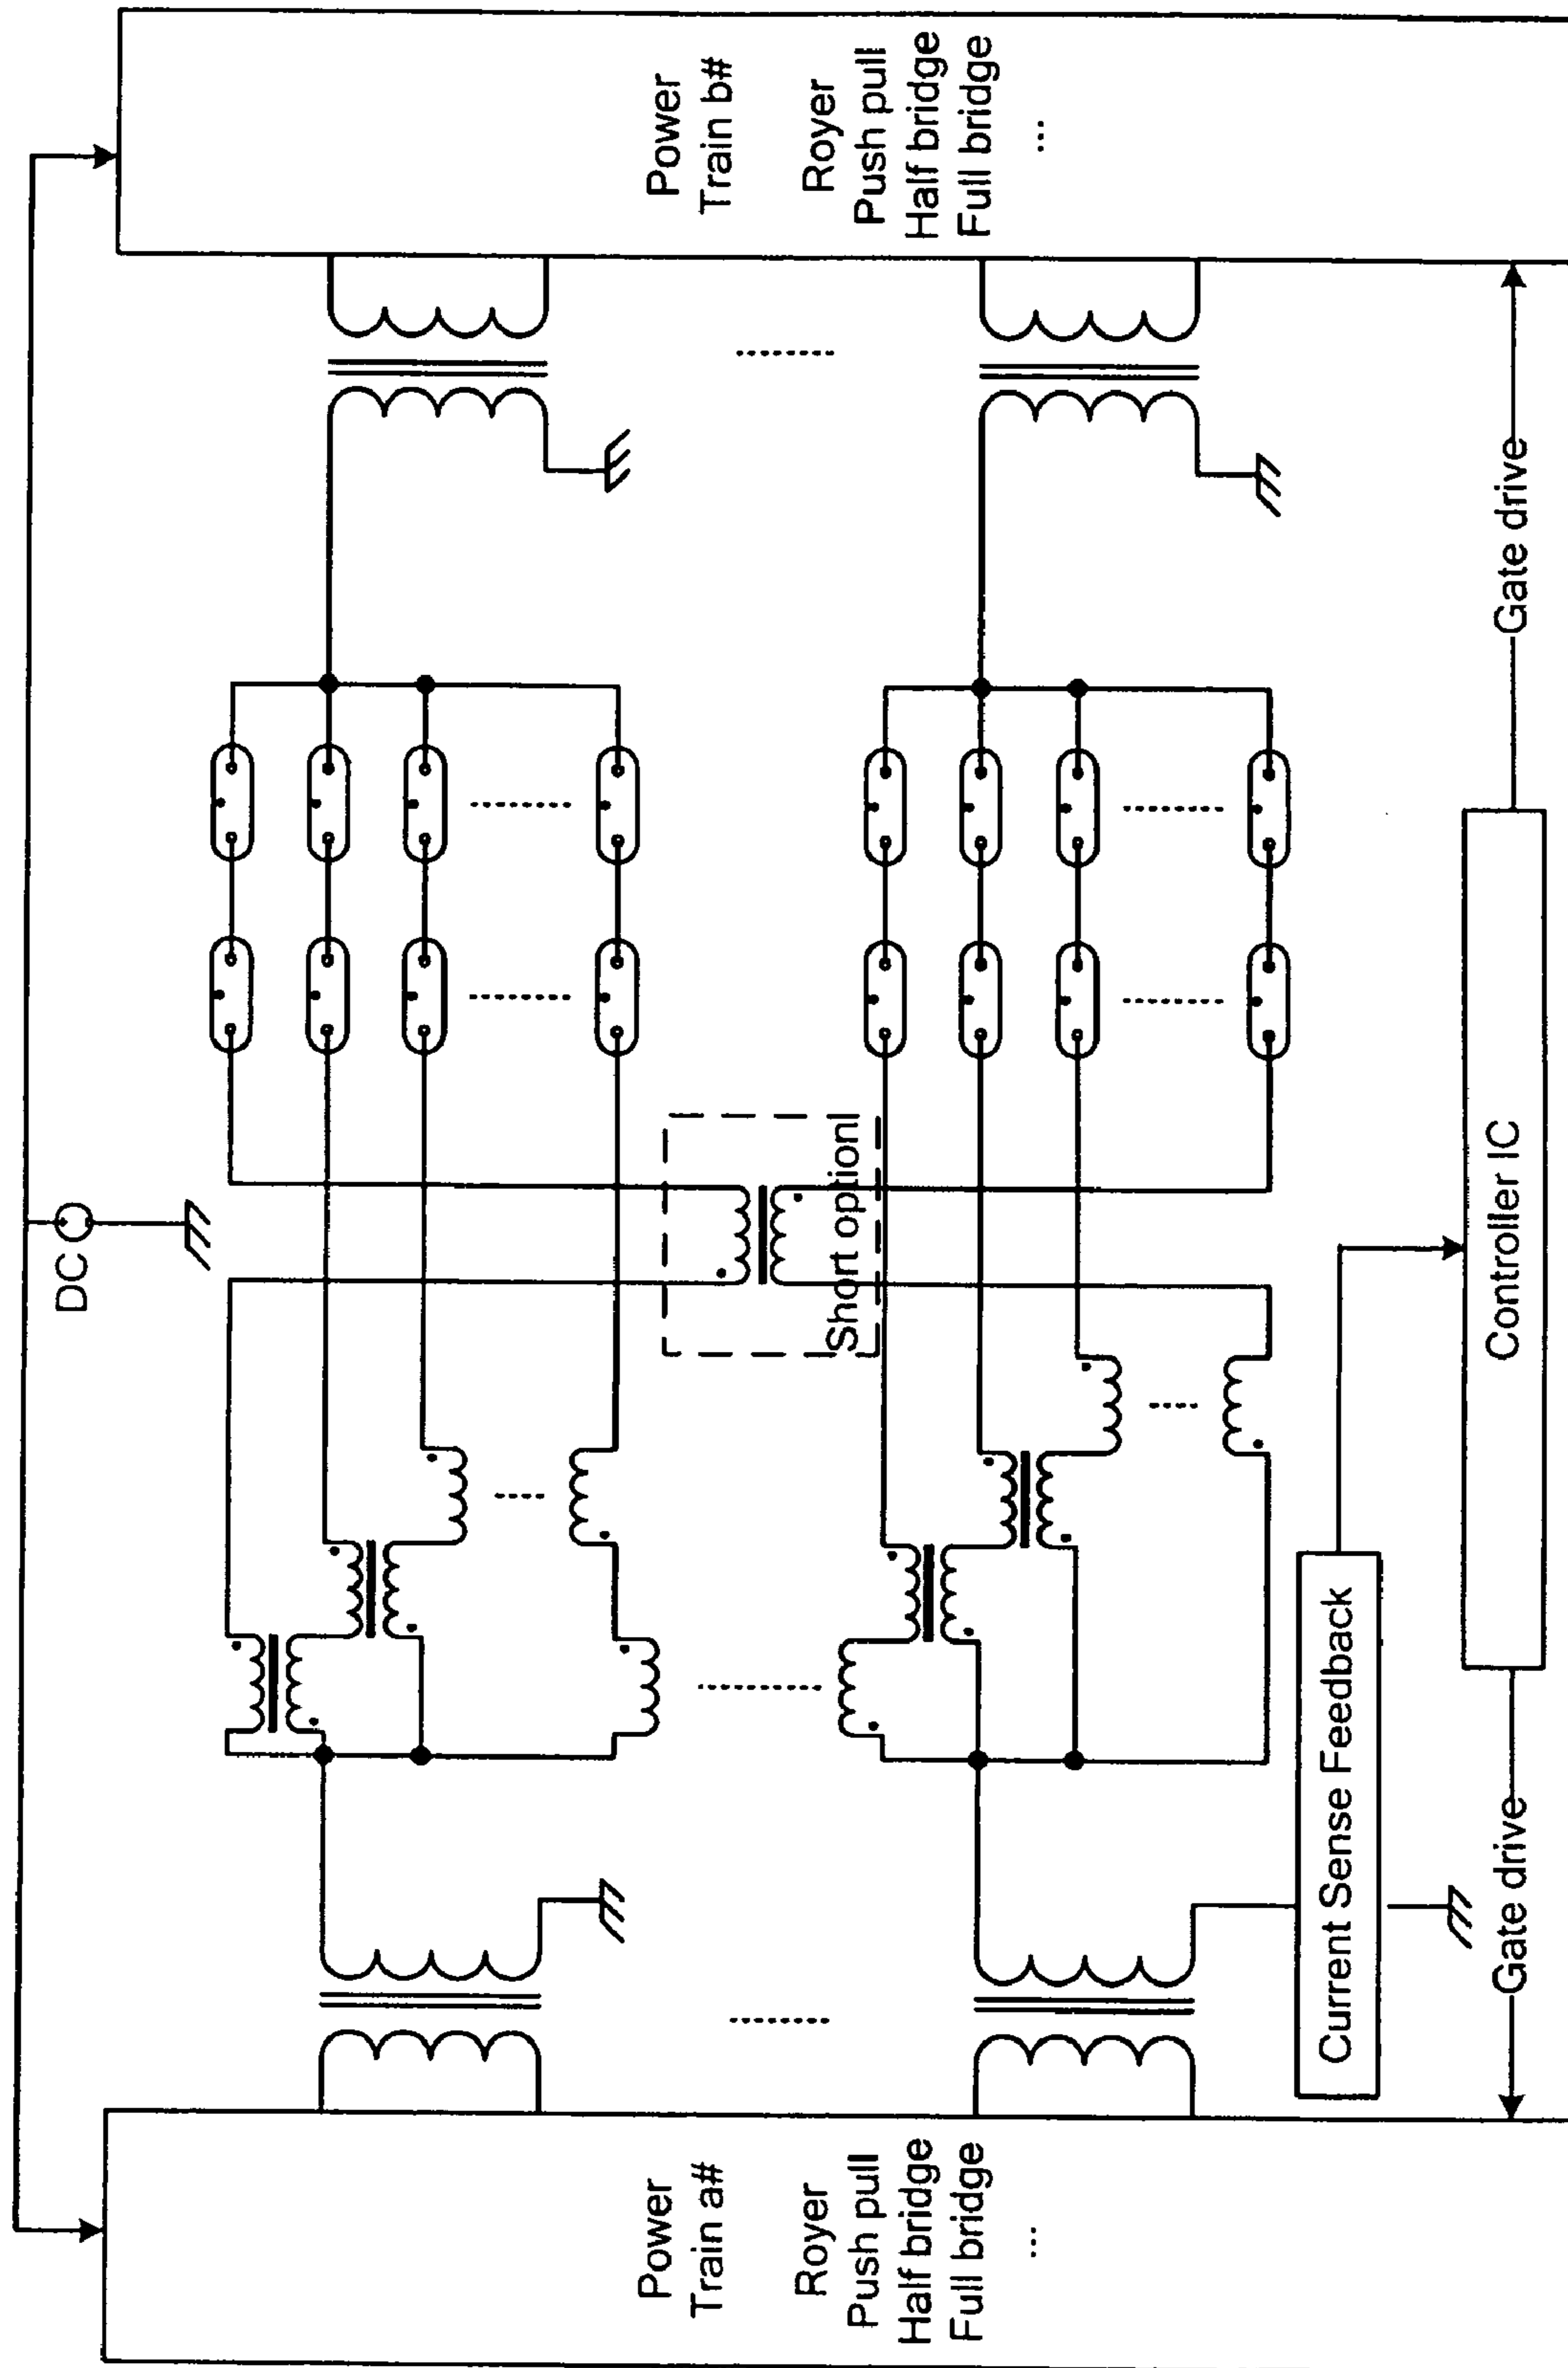 DC
Power
Train a#
Royer
Push pull
Half bridge
Full bridge
...
Power
Train b#
Royer
Push pull
Half bridge
Full bridge
...
Short optionl
Current Sense Feedback
Controller IC
Gate drive
Gate drive